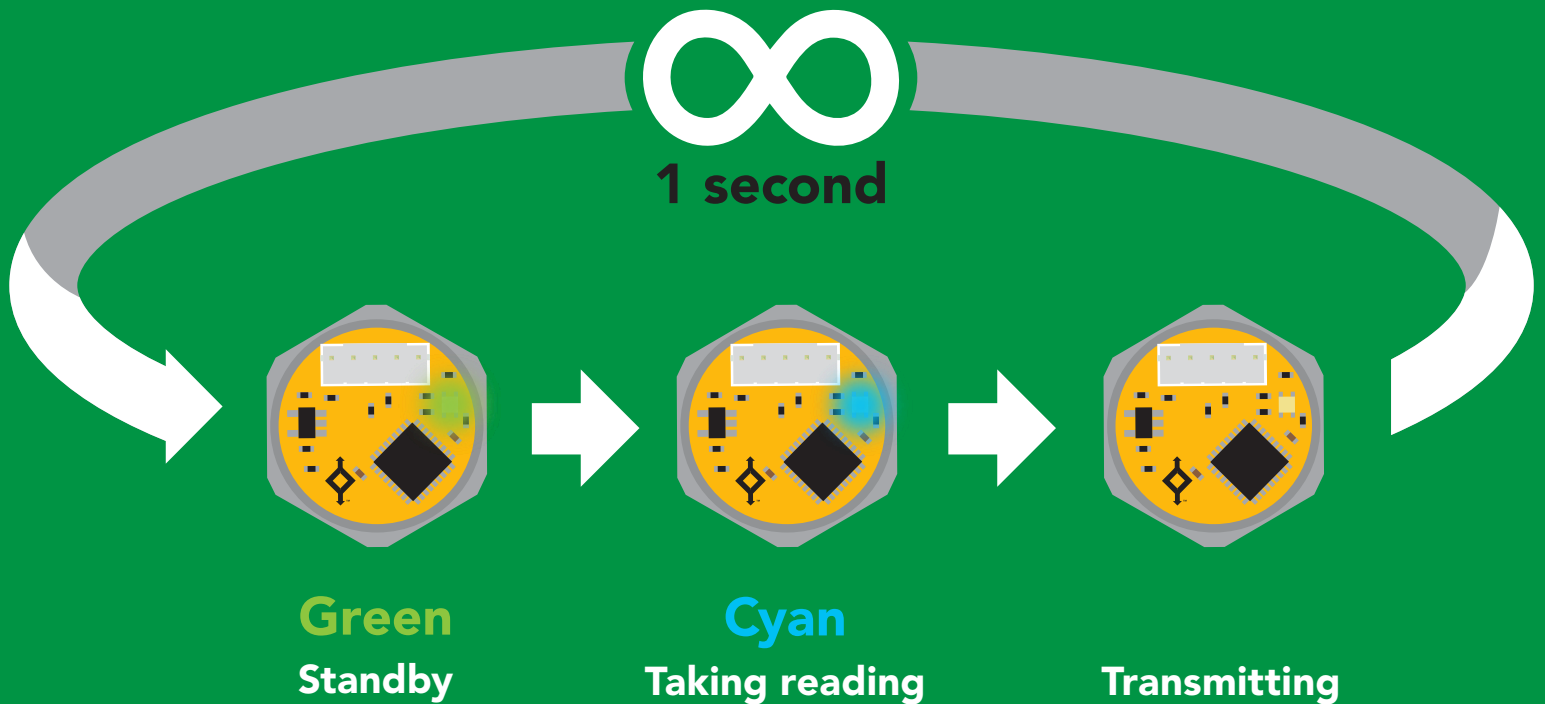 ∞
1 second
Green
Cyan
Standby
Taking reading
Transmitting